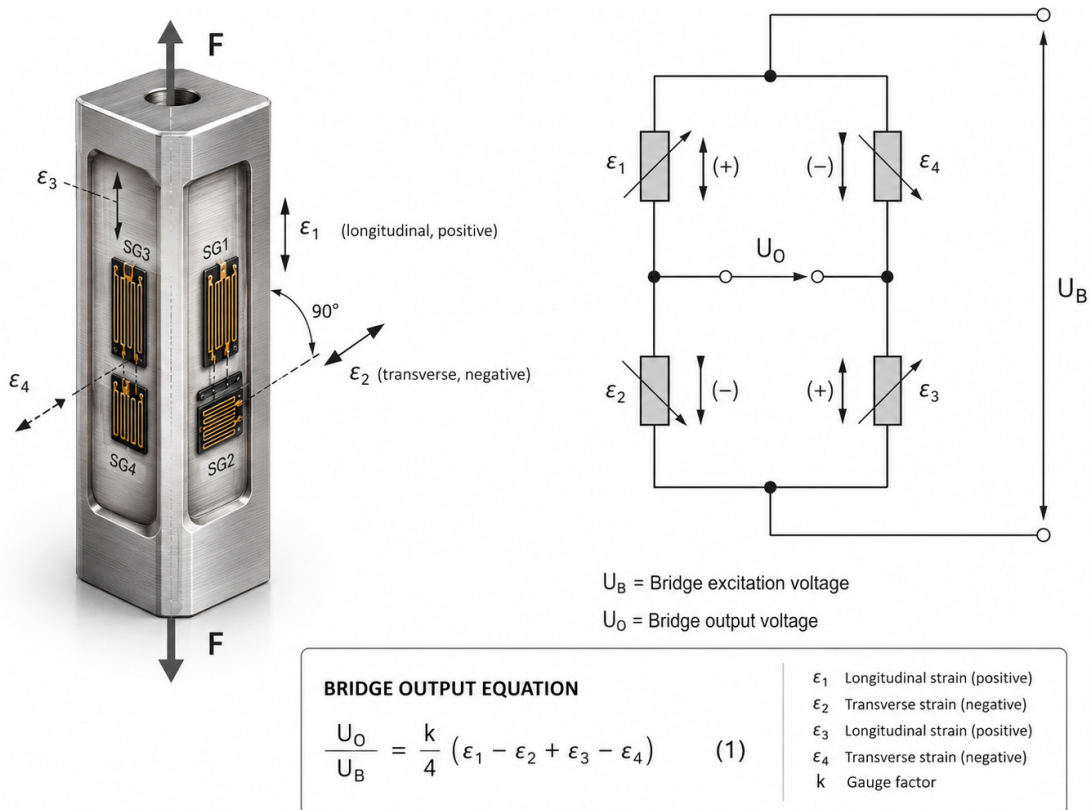 F
ε3
SG3
SG1
ε1 (longitudinal, positive)
90°
ε4
ε2 (transverse, negative)
SG4
SG2
F
ε1
(+)
(-)
ε4
UO
UB
ε2
(-)
(+)
ε3
UB = Bridge excitation voltage
UO = Bridge output voltage
BRIDGE OUTPUT EQUATION
UO / UB = k / 4 (ε1 − ε2 + ε3 − ε4) (1)
ε1 Longitudinal strain (positive)
ε2 Transverse strain (negative)
ε3 Longitudinal strain (positive)
ε4 Transverse strain (negative)
k Gauge factor